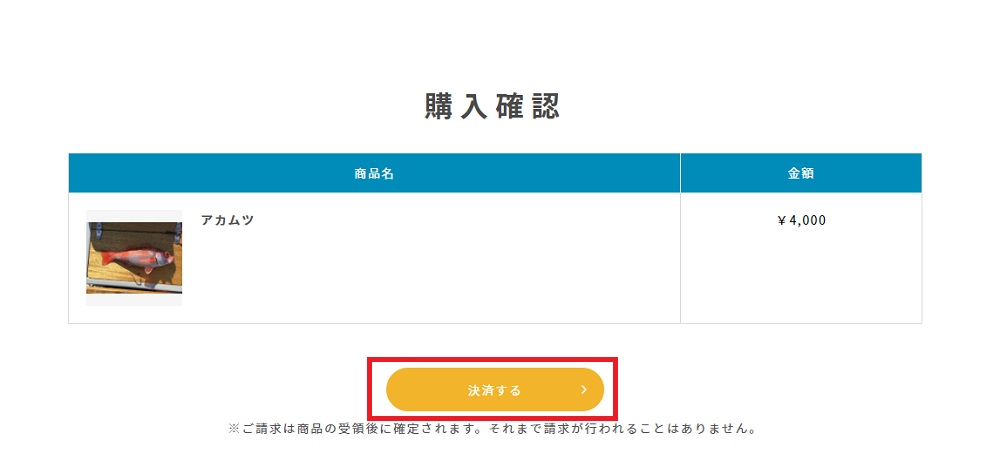 購入確認
商品名 金額
アカムツ ¥4,000
決済する
※ご請求は商品の受領後に確定されます。それまで請求が行われることはありません。